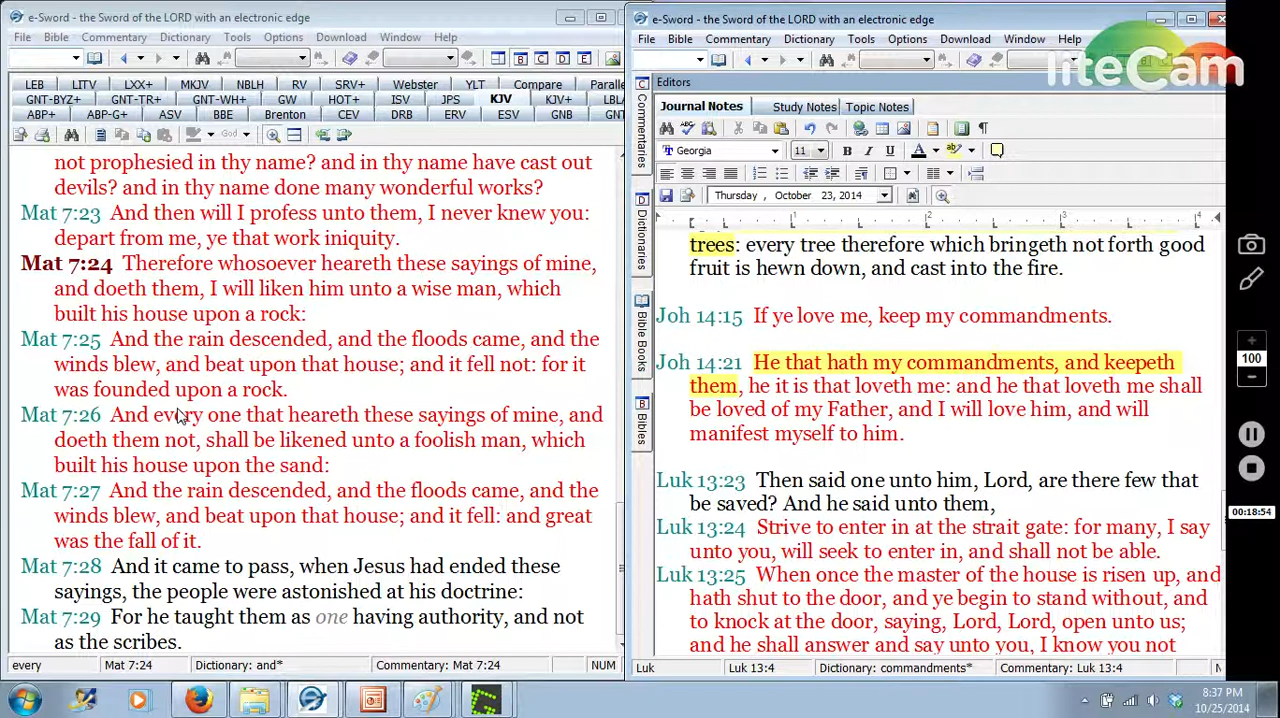 e-Sword - the Sword of the LORD with an electronic edge
File Bible Commentary Dictionary Tools Options Download Window Help
LEB LITV LXX+ MKJV NBLH RV SRV+ Webster YLT Compare Paralle
GNT-BYZ+ GNT-TR+ GNT-WH+ GW HOT+ ISV JPS KJV KJV+ LBLA
ABP+ ABP-G+ ASV BBE Brenton CEV DRB ERV ESV GNB GNT
God
not prophesied in thy name? and in thy name have cast out
devils? and in thy name done many wonderful works?
Mat 7:23 And then will I profess unto them, I never knew you:
depart from me, ye that work iniquity.
Mat 7:24 Therefore whosoever heareth these sayings of mine,
and doeth them, I will liken him unto a wise man, which
built his house upon a rock:
Mat 7:25 And the rain descended, and the floods came, and the
winds blew, and beat upon that house; and it fell not: for it
was founded upon a rock.
Mat 7:26 And every one that heareth these sayings of mine, and
doeth them not, shall be likened unto a foolish man, which
built his house upon the sand:
Mat 7:27 And the rain descended, and the floods came, and the
winds blew, and beat upon that house; and it fell: and great
was the fall of it.
Mat 7:28 And it came to pass, when Jesus had ended these
sayings, the people were astonished at his doctrine:
Mat 7:29 For he taught them as one having authority, and not
as the scribes.
every Mat 7:24 Dictionary: and* Commentary: Mat 7:24 NUM
e-Sword - the Sword of the LORD with an electronic edge
File Bible Commentary Dictionary Tools Options Download Window Help
liteCam
Editors
Journal Notes Study Notes Topic Notes
Georgia 11 B I U A ab
Thursday , October 23, 2014
1 2 3 4
Commentaries
Dictionaries
Bible Books
Bibles
trees: every tree therefore which bringeth not forth good
fruit is hewn down, and cast into the fire.
Joh 14:15 If ye love me, keep my commandments.
Joh 14:21 He that hath my commandments, and keepeth
them, he it is that loveth me: and he that loveth me shall
be loved of my Father, and I will love him, and will
manifest myself to him.
Luk 13:23 Then said one unto him, Lord, are there few that
be saved? And he said unto them,
Luk 13:24 Strive to enter in at the strait gate: for many, I say
unto you, will seek to enter in, and shall not be able.
Luk 13:25 When once the master of the house is risen up, and
hath shut to the door, and ye begin to stand without, and
to knock at the door, saying, Lord, Lord, open unto us;
and he shall answer and say unto you, I know you not
Luk Luk 13:4 Dictionary: commandments* Commentary: Luk 13:4 N
100
00:18:54
8:37 PM
10/25/2014